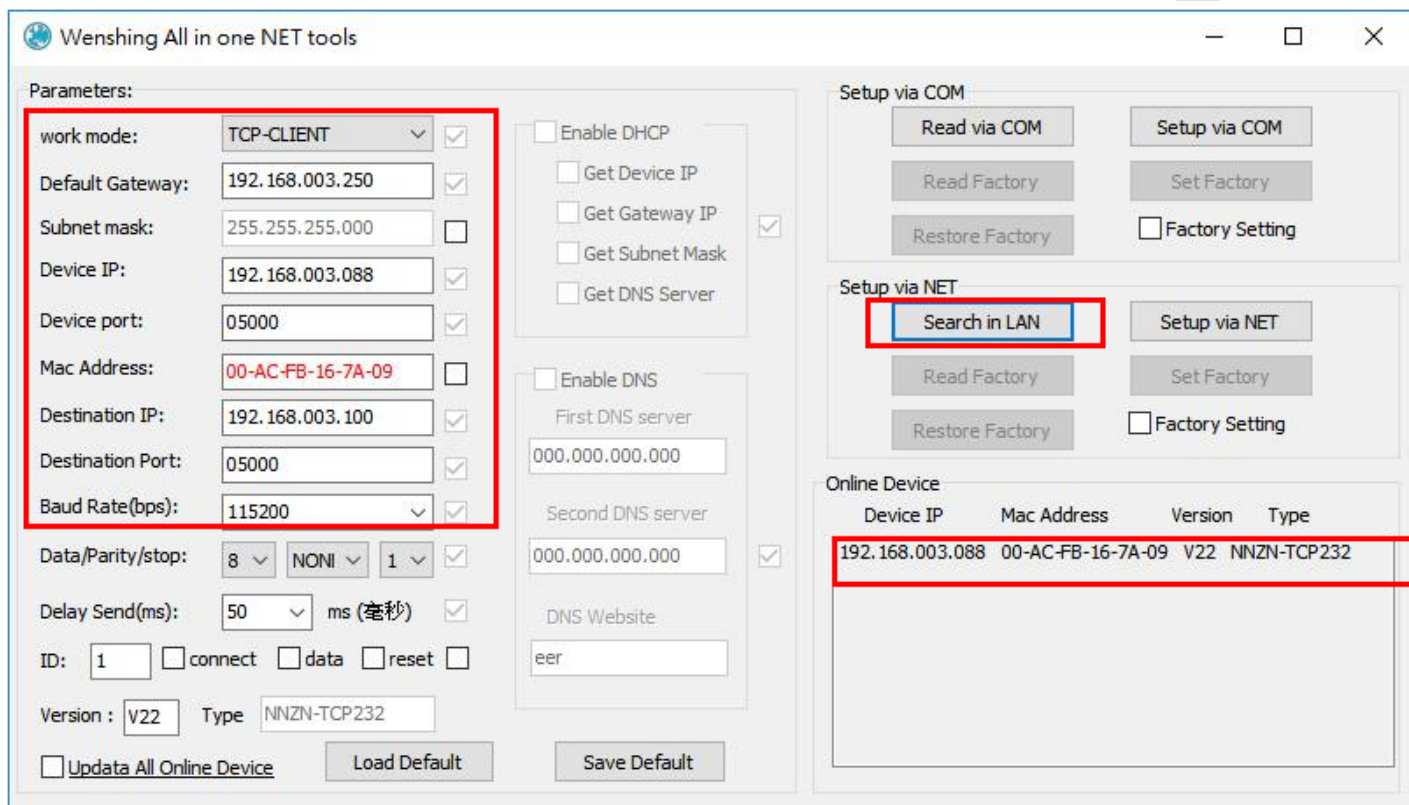 Wenshing All in one NET tools
Parameters:
work mode: TCP-CLIENT
Default Gateway: 192.168.003.250
Subnet mask: 255.255.255.000
Device IP: 192.168.003.088
Device port: 05000
Mac Address: 00-AC-FB-16-7A-09
Destination IP: 192.168.003.100
Destination Port: 05000
Baud Rate(bps): 115200
Data/Parity/stop: 8 NONI 1
Delay Send(ms): 50 ms (毫秒)
ID: 1 connect data reset
Version : V22 Type NNZN-TCP232
Updata All Online Device Load Default Save Default
Enable DHCP
Get Device IP
Get Gateway IP
Get Subnet Mask
Get DNS Server
Enable DNS
First DNS server
000.000.000.000
Second DNS server
000.000.000.000
DNS Website
eer
Setup via COM
Read via COM Setup via COM
Read Factory Set Factory
Restore Factory Factory Setting
Setup via NET
Search in LAN Setup via NET
Read Factory Set Factory
Restore Factory Factory Setting
Online Device
Device IP Mac Address Version Type
192.168.003.088 00-AC-FB-16-7A-09 V22 NNZN-TCP232